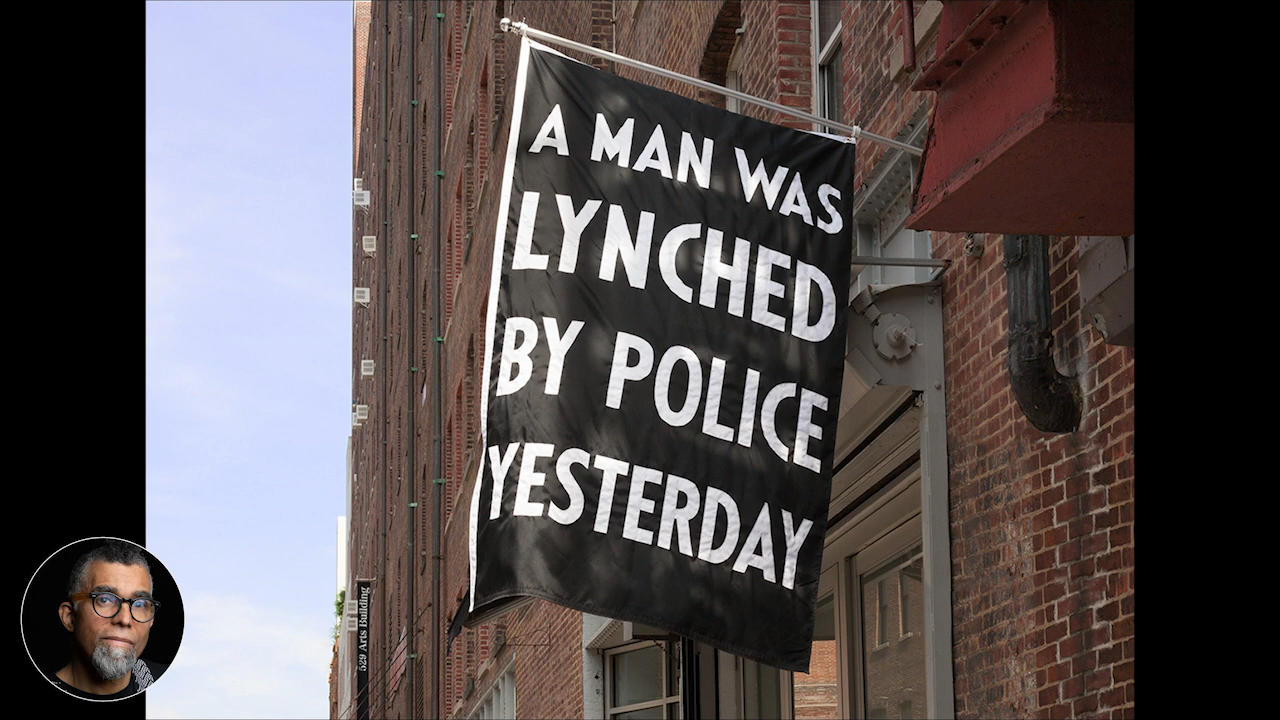 A MAN WAS
LYNCHED
BY POLICE
YESTERDAY
529 Arts Building